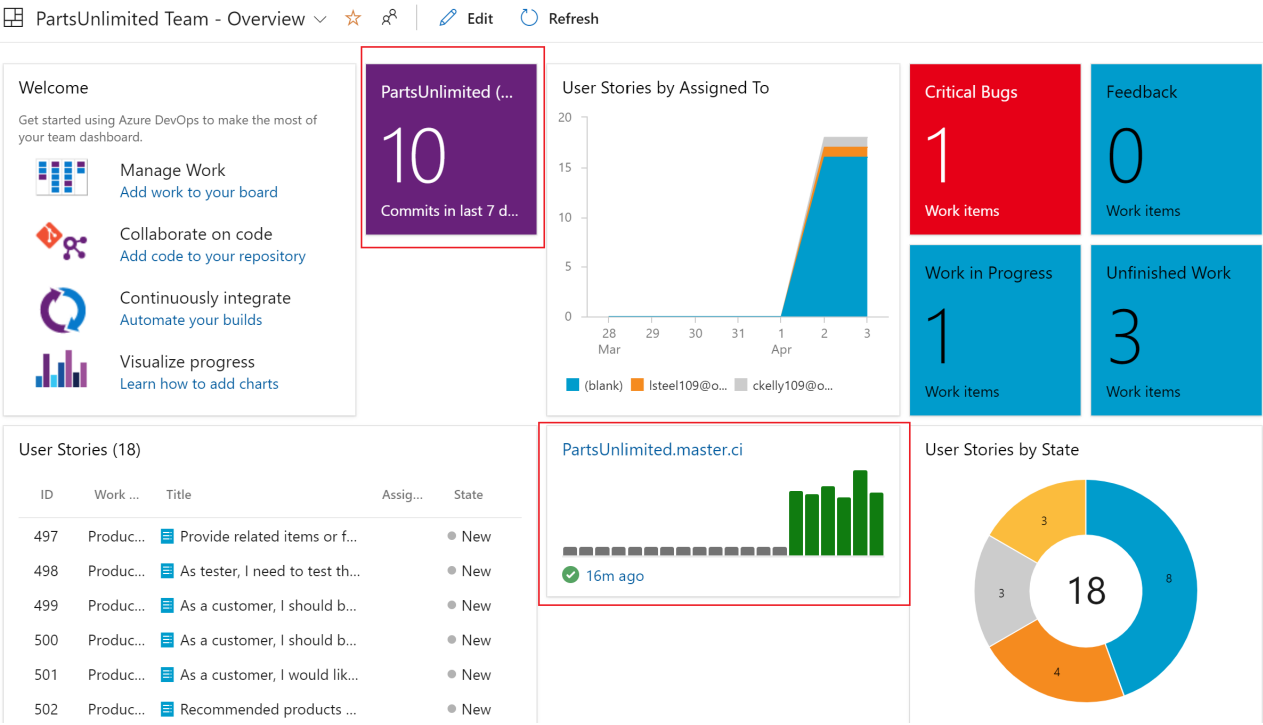 PartsUnlimited Team - Overview
Edit
Refresh
Welcome
Get started using Azure DevOps to make the most of
your team dashboard.
Manage Work
Add work to your board
Collaborate on code
Add code to your repository
Continuously integrate
Automate your builds
Visualize progress
Learn how to add charts
PartsUnlimited (...
10
Commits in last 7 d...
User Stories by Assigned To
20
15
10
5
0
28 29 30 31 1 2 3
Mar Apr
(blank) lsteel109@o... ckelly109@o...
Critical Bugs
1
Work items
Feedback
0
Work items
Work in Progress
1
Work items
Unfinished Work
3
Work items
User Stories (18)
ID Work ... Title Assig... State
497 Produc... Provide related items or f... New
498 Produc... As tester, I need to test th... New
499 Produc... As a customer, I should b... New
500 Produc... As a customer, I should b... New
501 Produc... As a customer, I would lik... New
502 Produc... Recommended products ... New
PartsUnlimited.master.ci
16m ago
User Stories by State
3
8
18
3
4